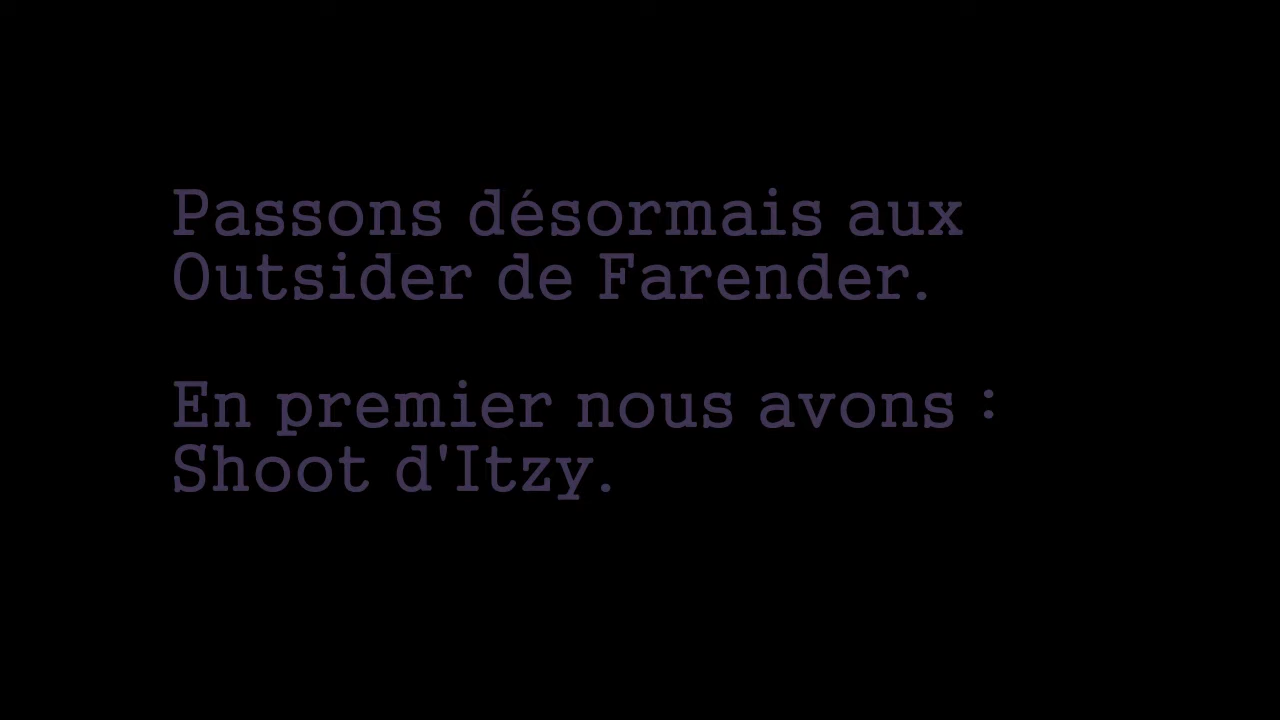 Passons désormais aux
Outsider de Farender.
En premier nous avons :
Shoot d'Itzy.